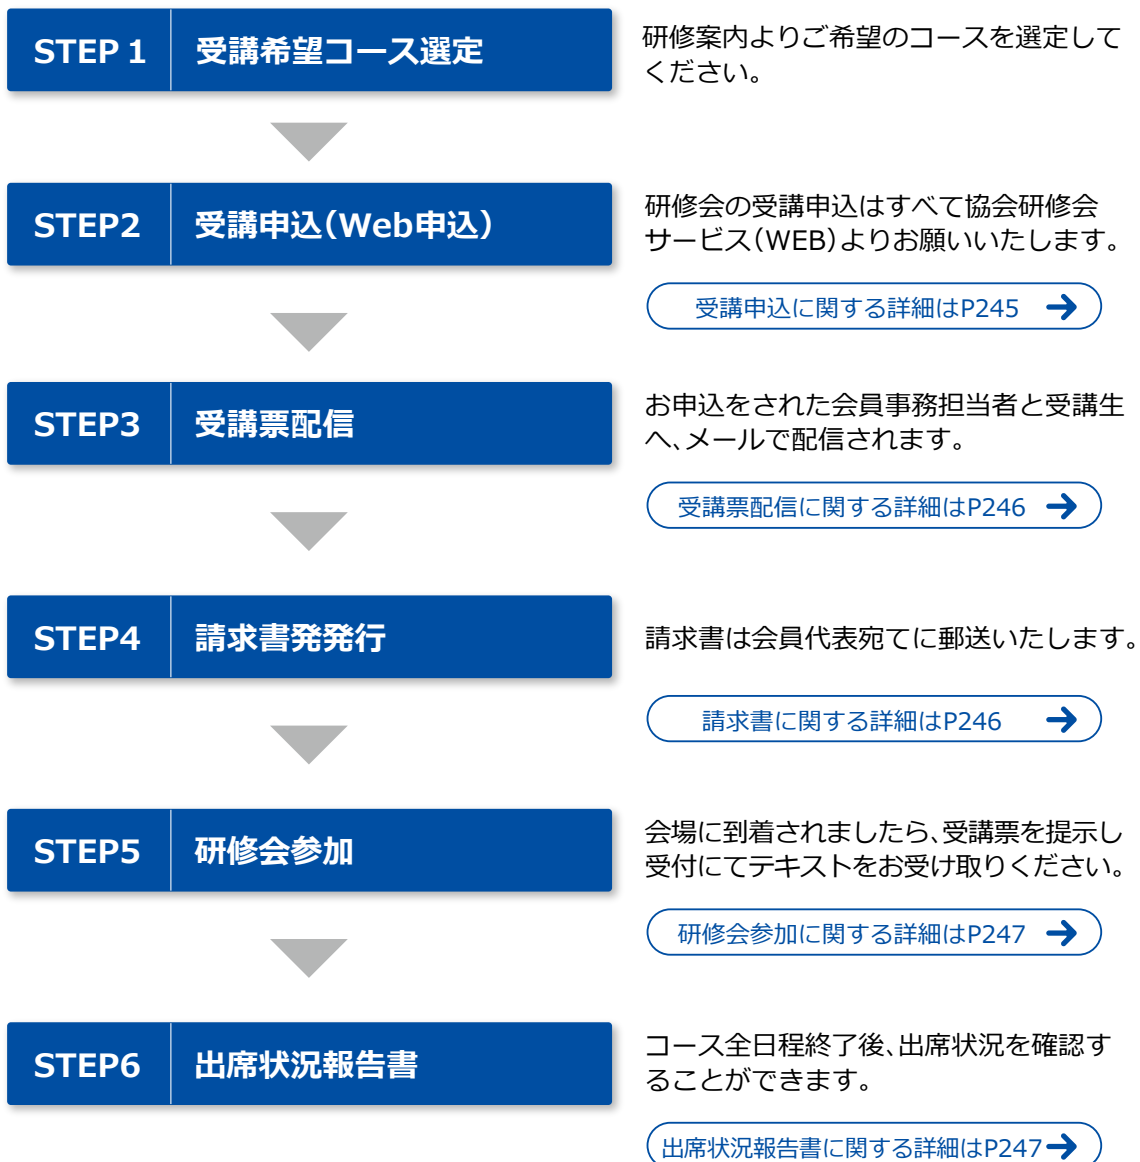 STEP 1 受講希望コース選定
研修案内よりご希望のコースを選定して
ください。
STEP2 受講申込(Web申込)
研修会の受講申込はすべて協会研修会
サービス(WEB)よりお願いいたします。
受講申込に関する詳細はP245
STEP3 受講票配信
お申込をされた会員事務担当者と受講生
へ、メールで配信されます。
受講票配信に関する詳細はP246
STEP4 請求書発発行
請求書は会員代表宛てに郵送いたします。
請求書に関する詳細はP246
STEP5 研修会参加
会場に到着されましたら、受講票を提示し
受付にてテキストをお受け取りください。
研修会参加に関する詳細はP247
STEP6 出席状況報告書
コース全日程終了後、出席状況を確認す
ることができます。
出席状況報告書に関する詳細はP247